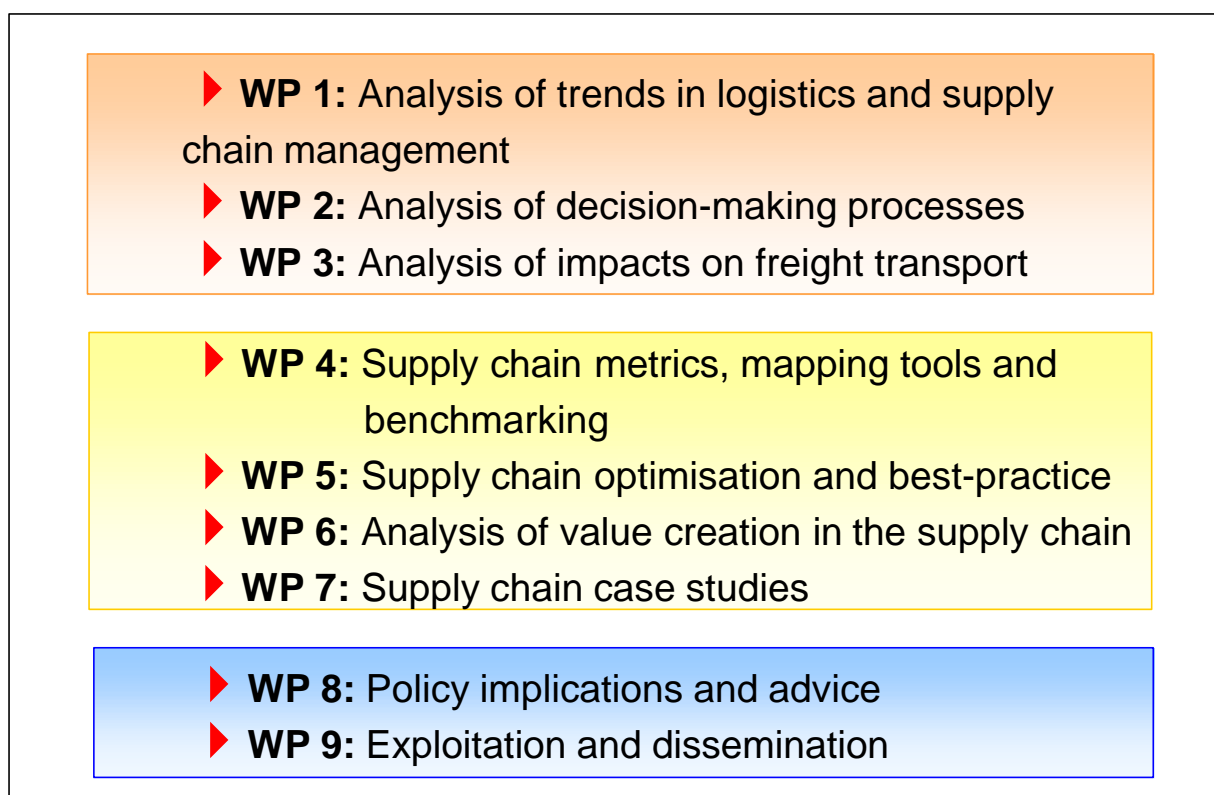 WP 1: Analysis of trends in logistics and supply
chain management
WP 2: Analysis of decision-making processes
WP 3: Analysis of impacts on freight transport
WP 4: Supply chain metrics, mapping tools and
benchmarking
WP 5: Supply chain optimisation and best-practice
WP 6: Analysis of value creation in the supply chain
WP 7: Supply chain case studies
WP 8: Policy implications and advice
WP 9: Exploitation and dissemination